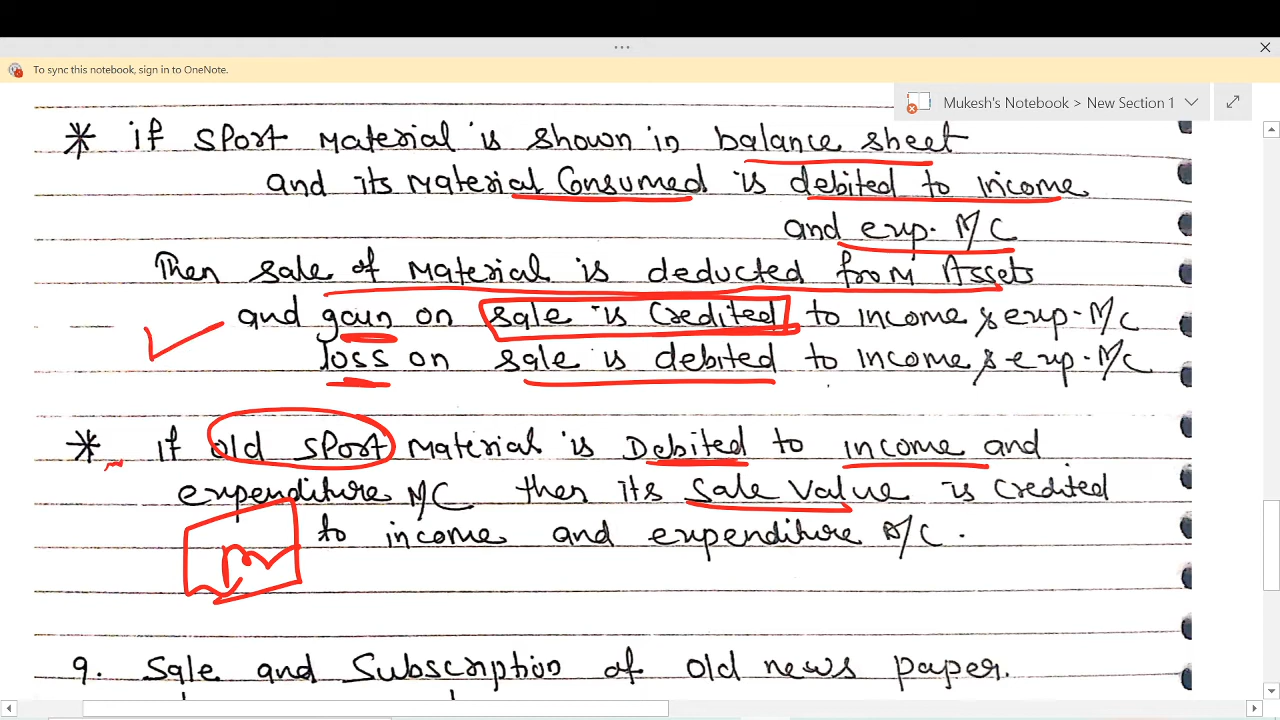 To sync this notebook, sign in to OneNote.
Mukesh's Notebook > New Section 1
* if sport Material is shown in balance sheet
and its Material Consumed is debited to income
and exp. A/C
Then sale of Material is deducted from Assets
and gain on sale is Credited to income & exp. A/C
loss on sale is debited to income & exp. A/C
* If old sport Material is Debited to income and
expenditure A/C then its Sale Value is Credited
to income and expenditure A/C.
9. Sale and Subscription of old news paper.